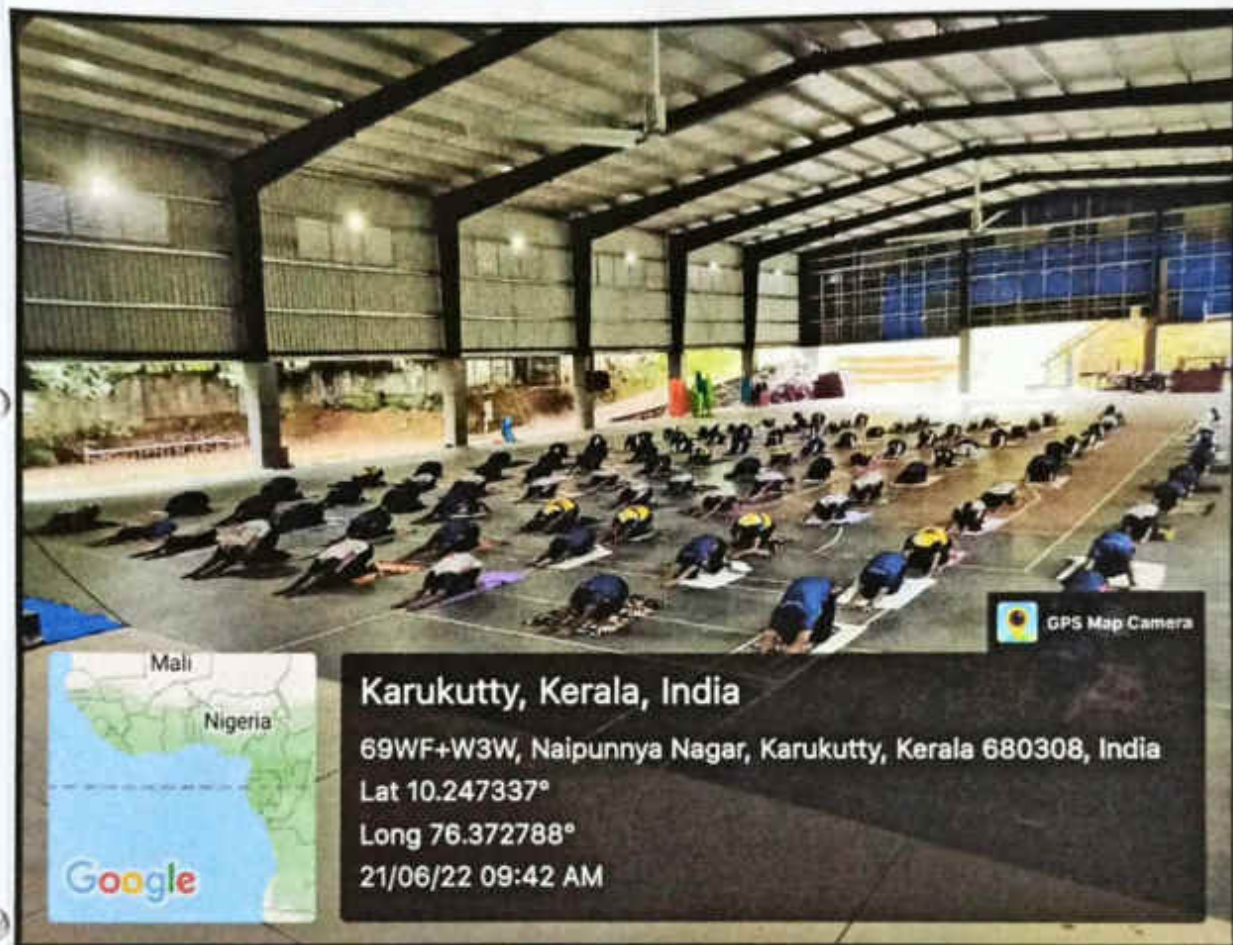 GPS Map Camera
Mali
Nigeria
Google
Karukutty, Kerala, India
69WF+W3W, Naipunnya Nagar, Karukutty, Kerala 680308, India
Lat 10.247337°
Long 76.372788°
21/06/22 09:42 AM